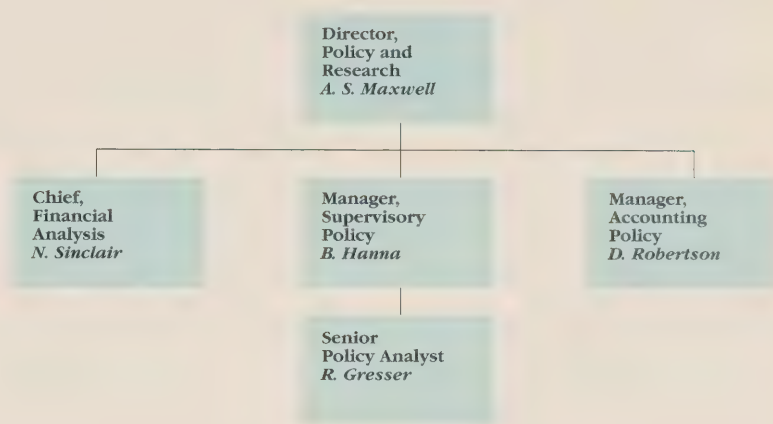 Director,
Policy and
Research
A. S. Maxwell
Chief,
Financial
Analysis
N. Sinclair
Manager,
Supervisory
Policy
B. Hanna
Manager,
Accounting
Policy
D. Robertson
Senior
Policy Analyst
R. Gresser